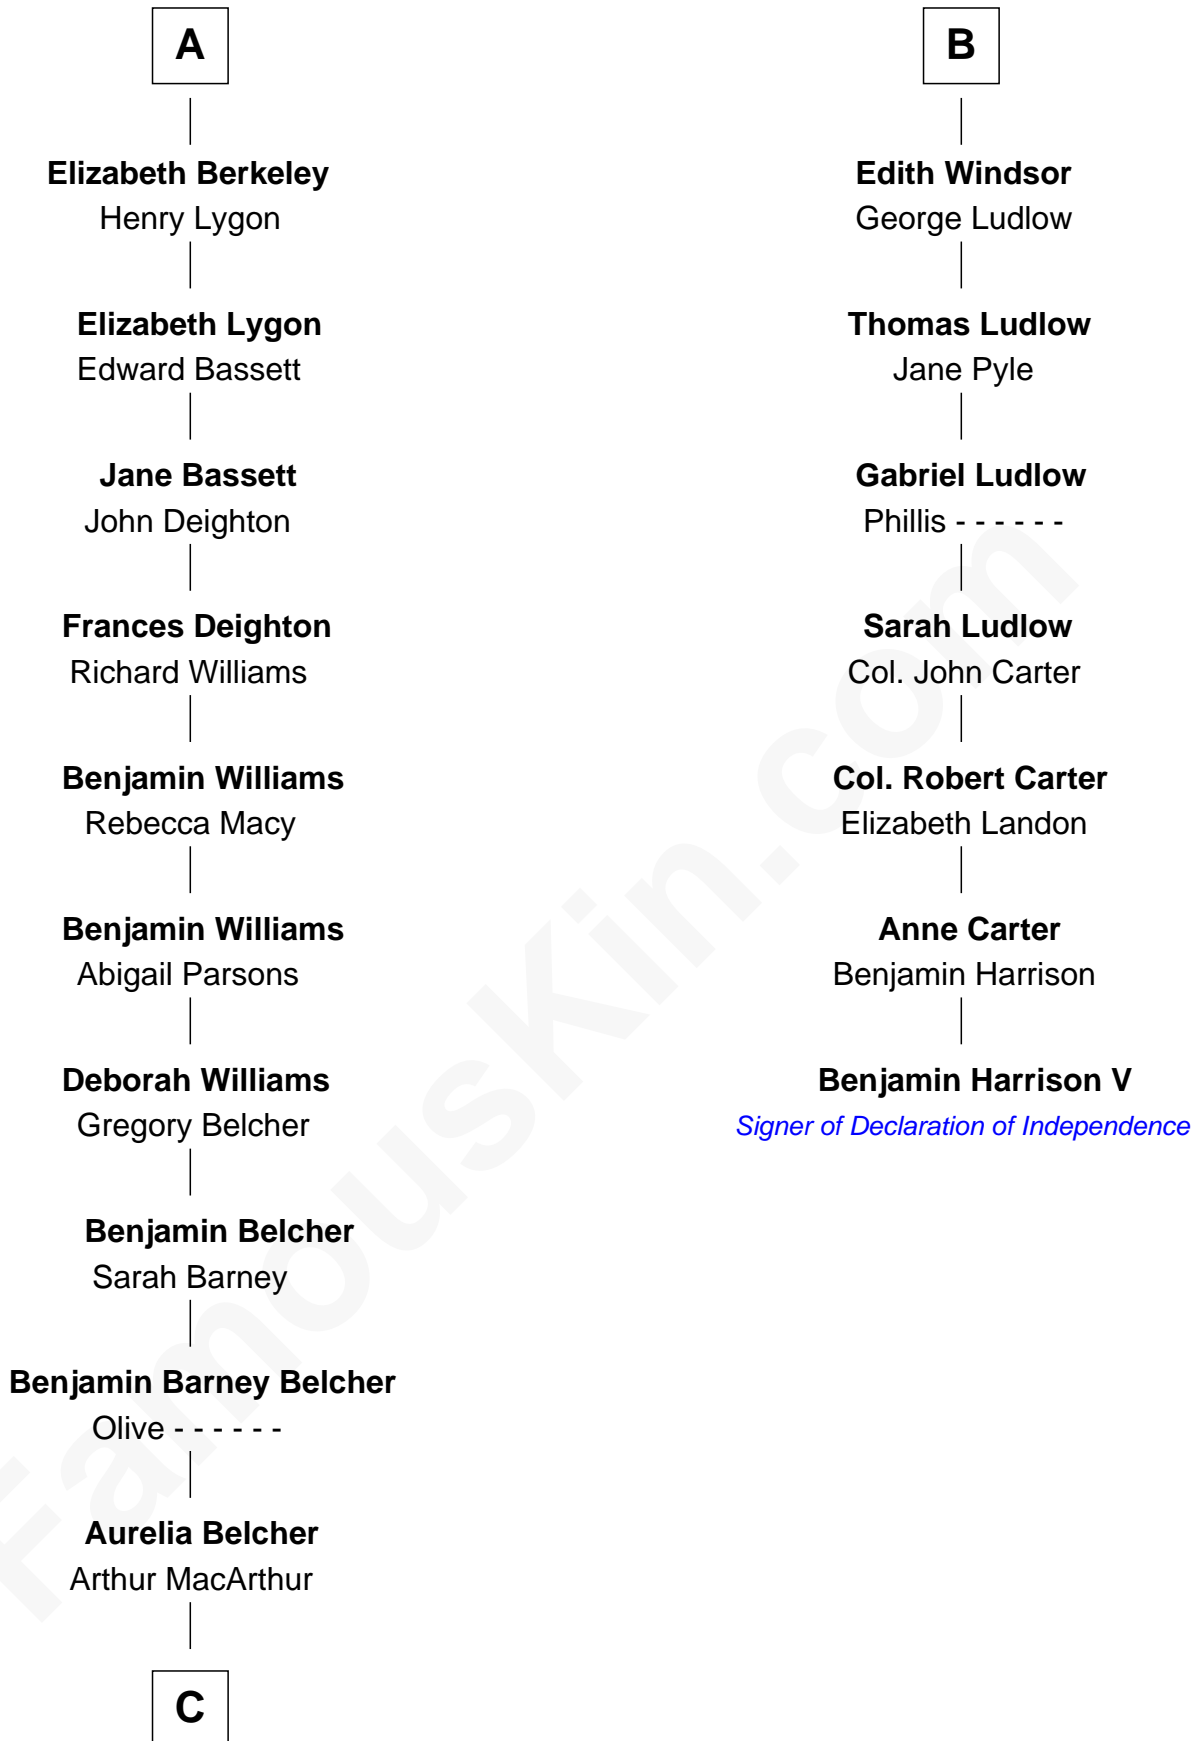 A
Elizabeth Berkeley
Henry Lygon
Elizabeth Lygon
Edward Bassett
Jane Bassett
John Deighton
Frances Deighton
Richard Williams
Benjamin Williams
Rebecca Macy
Benjamin Williams
Abigail Parsons
Deborah Williams
Gregory Belcher
Benjamin Belcher
Sarah Barney
Benjamin Barney Belcher
Olive - - - - - -
Aurelia Belcher
Arthur MacArthur
C
B
Edith Windsor
George Ludlow
Thomas Ludlow
Jane Pyle
Gabriel Ludlow
Phillis - - - - - -
Sarah Ludlow
Col. John Carter
Col. Robert Carter
Elizabeth Landon
Anne Carter
Benjamin Harrison
Benjamin Harrison V
Signer of Declaration of Independence
FamousKin.com